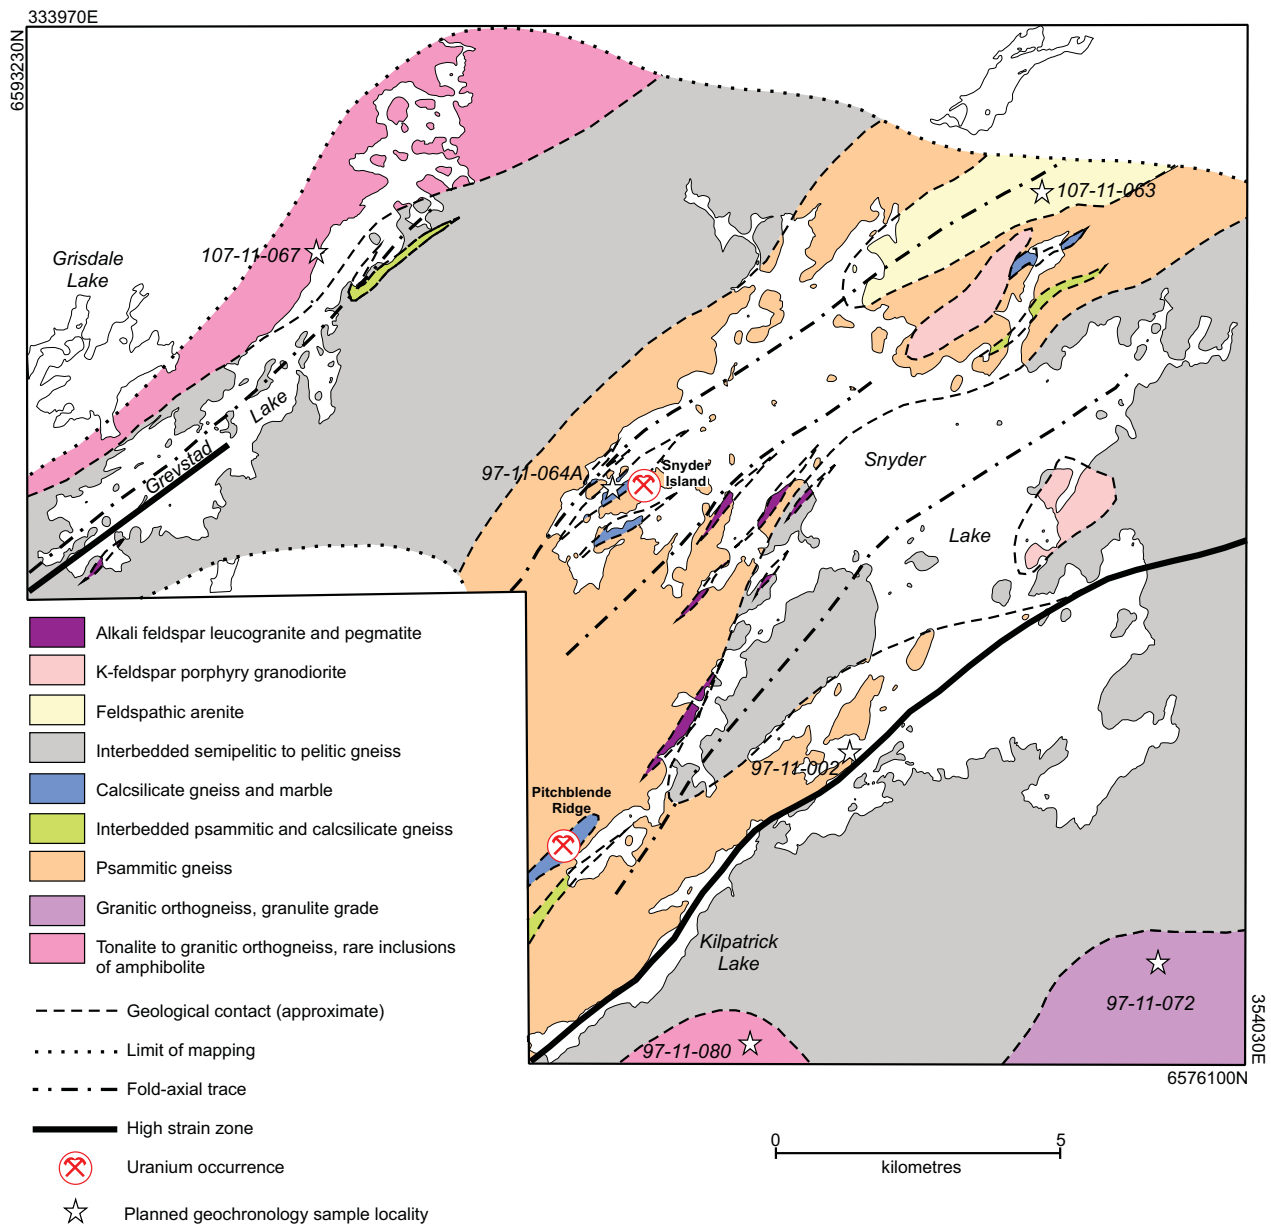 333970E
6593230N
107-11-063
107-11-067
Grisdale
Lake
Grevstad
Lake
97-11-064A
Snyder
Island
Snyder
Lake
97-11-002
Pitchblende
Ridge
Kilpatrick
Lake
97-11-072
97-11-080
354030E
6576100N
Alkali feldspar leucogranite and pegmatite
K-feldspar porphyry granodiorite
Feldspathic arenite
Interbedded semipelitic to pelitic gneiss
Calcsilicate gneiss and marble
Interbedded psammitic and calcsilicate gneiss
Psammitic gneiss
Granitic orthogneiss, granulite grade
Tonalite to granitic orthogneiss, rare inclusions
of amphibolite
Geological contact (approximate)
Limit of mapping
Fold-axial trace
High strain zone
Uranium occurrence
Planned geochronology sample locality
0 5
kilometres